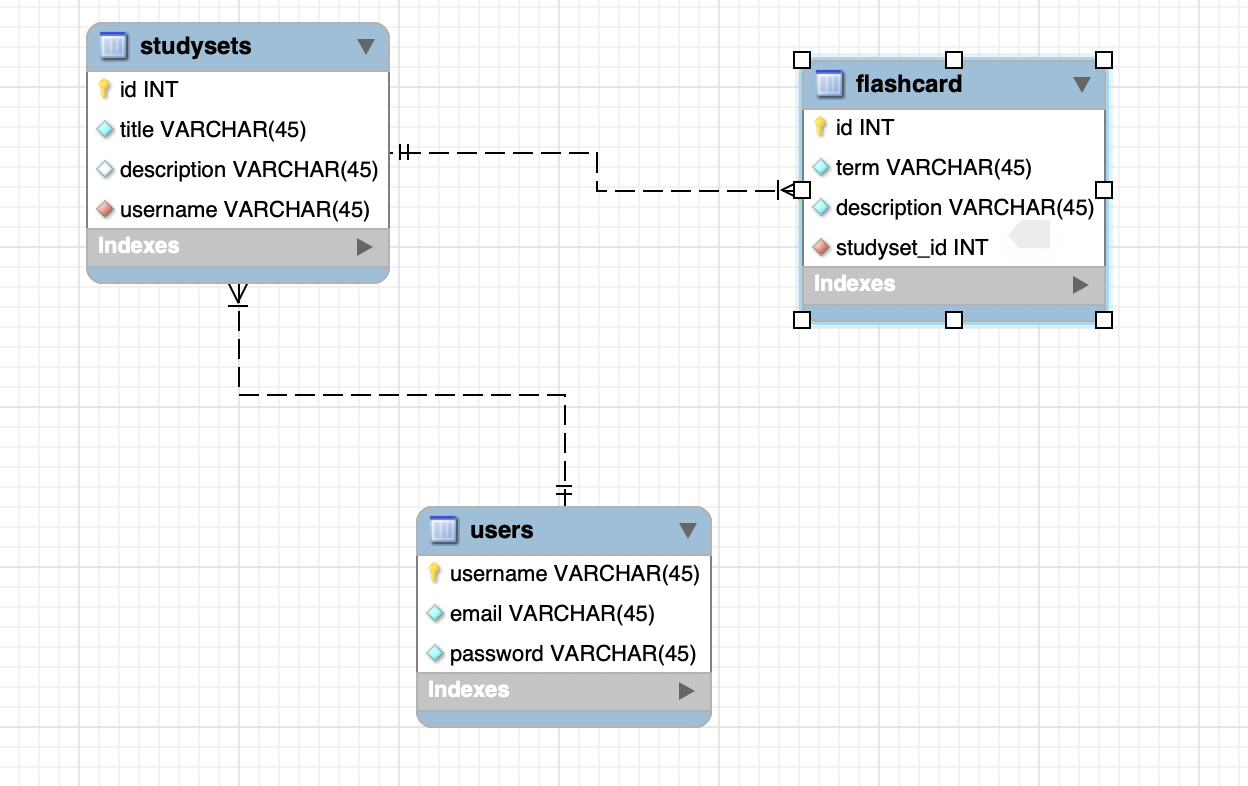 studysets
id INT
title VARCHAR(45)
description VARCHAR(45)
username VARCHAR(45)
Indexes
flashcard
id INT
term VARCHAR(45)
description VARCHAR(45)
studyset_id INT
Indexes
users
username VARCHAR(45)
email VARCHAR(45)
password VARCHAR(45)
Indexes